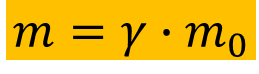 𝑚 = 𝛾 · 𝑚₀